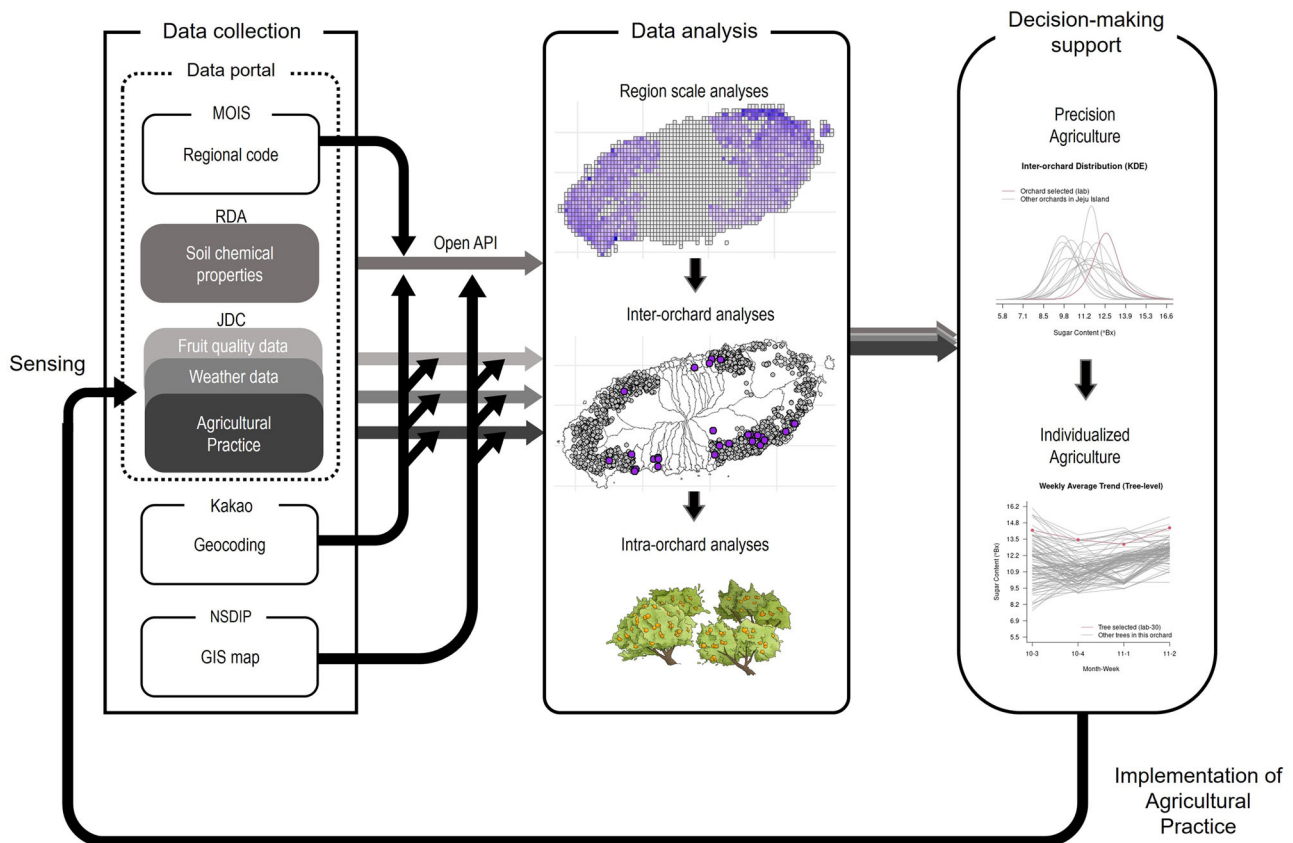 Data collection
Data portal
MOIS
Regional code
RDA
Soil chemical
properties
Open API
JDC
Fruit quality data
Weather data
Agricultural
Practice
Sensing
Kakao
Geocoding
NSDIP
GIS map
Data analysis
Region scale analyses
Inter-orchard analyses
Intra-orchard analyses
Decision-making
support
Precision
Agriculture
Inter-orchard Distribution (KDE)
Orchard selected (lab)
Other orchards in Jeju Island
5.8 7.1 8.5 9.8 11.2 12.5 13.9 15.3 16.6
Sugar Content (°Bx)
Individualized
Agriculture
Weekly Average Trend (Tree-level)
Sugar Content (°Bx)
16.2
14.8
13.5
12.2
10.9
9.5
8.2
6.9
5.5
Tree selected (lab-30)
Other trees in this orchard
10-3 10-4 11-1 11-2
Month-Week
Implementation of
Agricultural
Practice